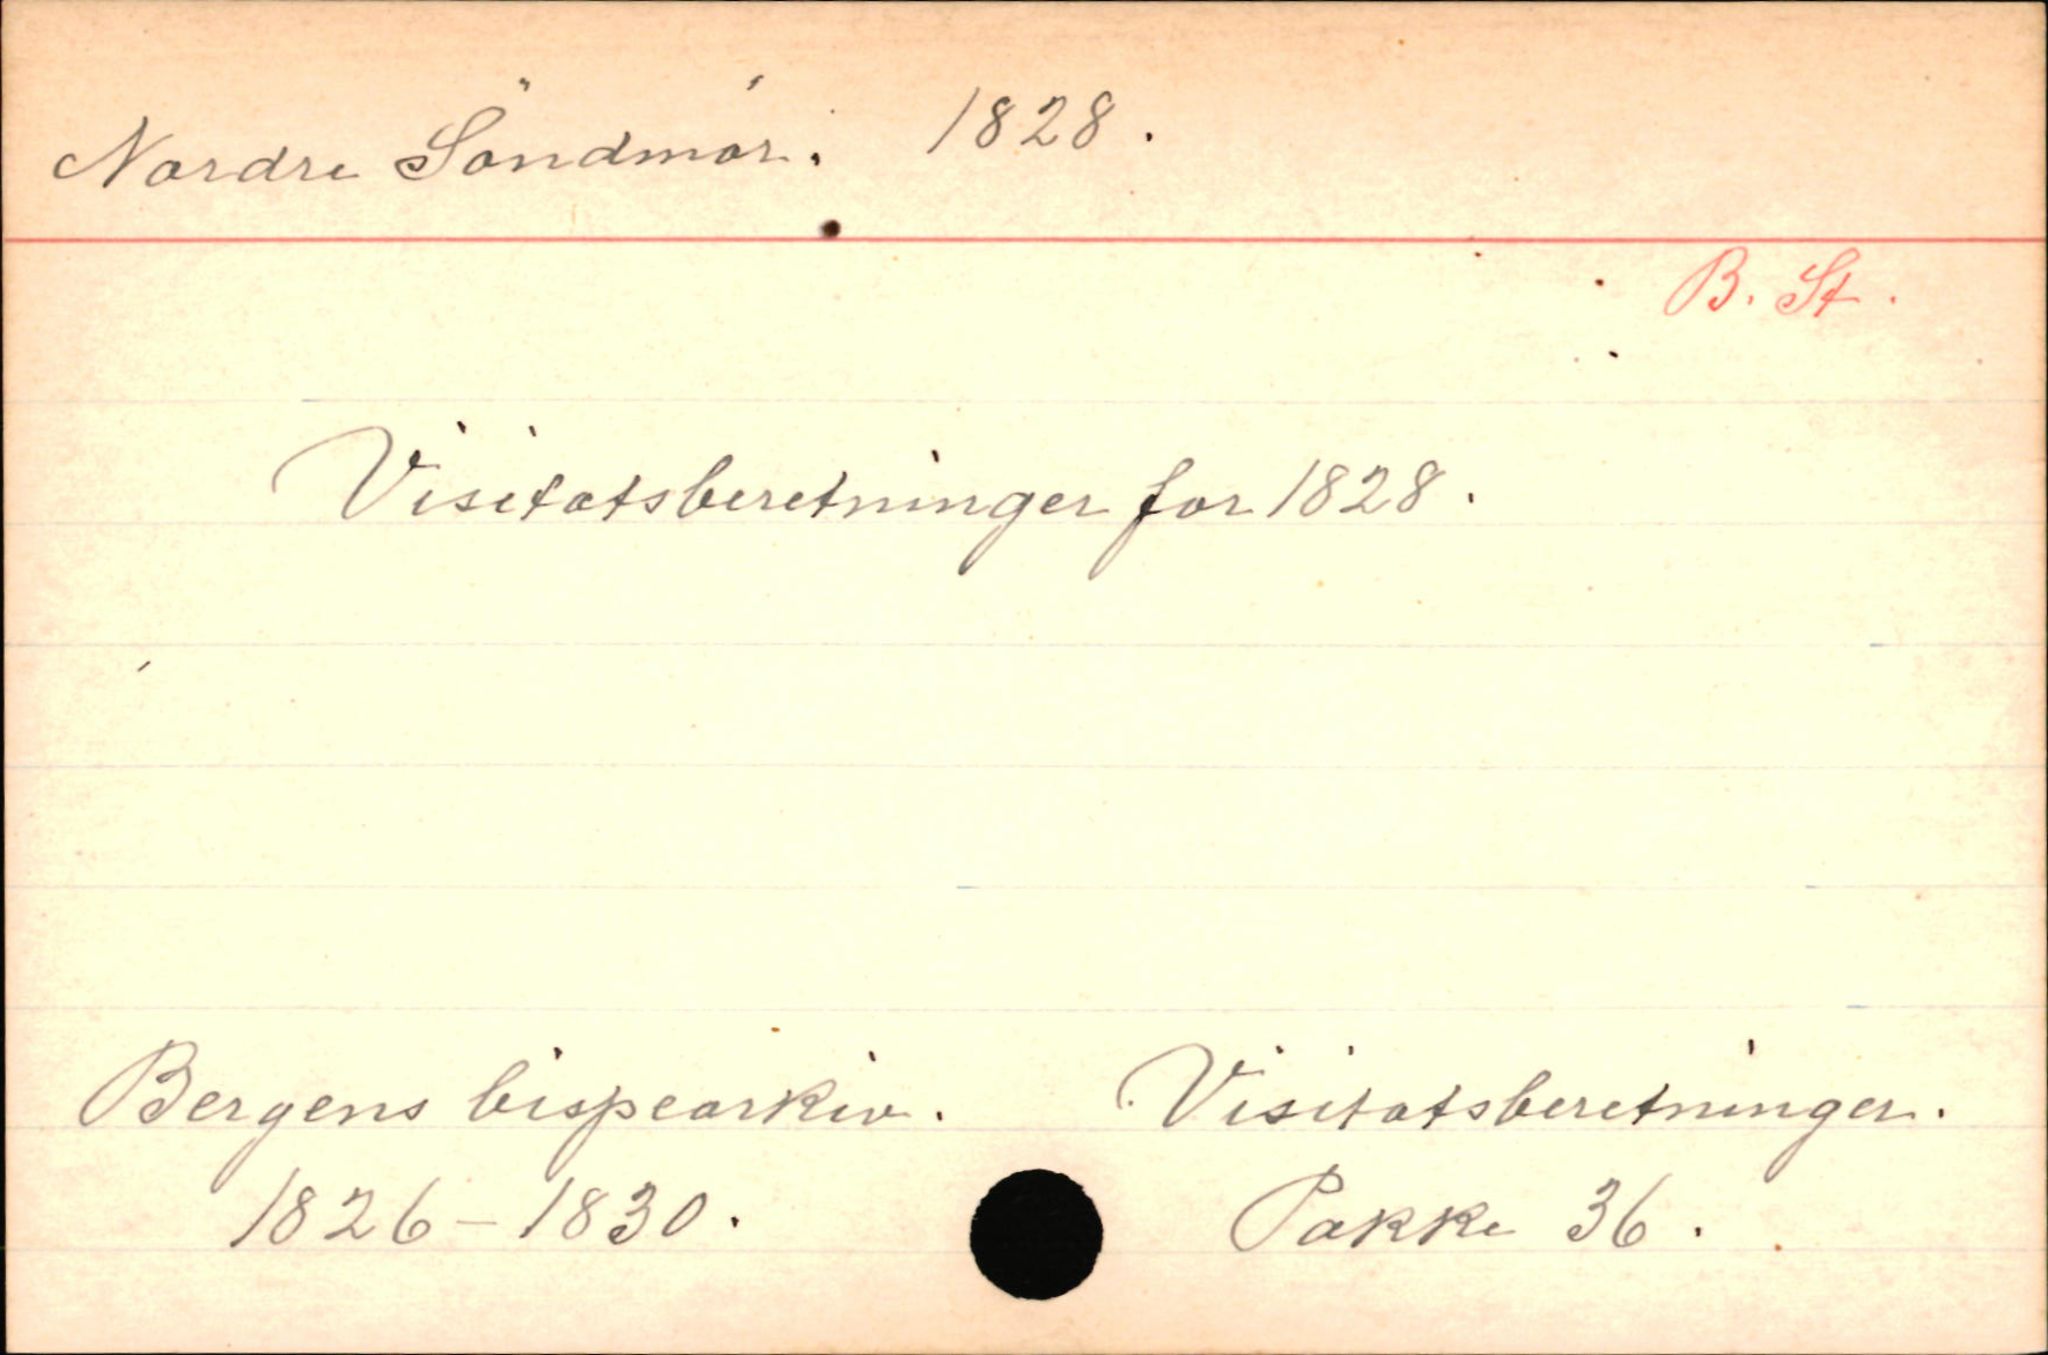 Nordre Söndmör. 1828.
B. St.
Visitatsberetninger for 1828.
Bergens bispearkiv. Visitatsberetninger.
1826-1830. Pakke 36.